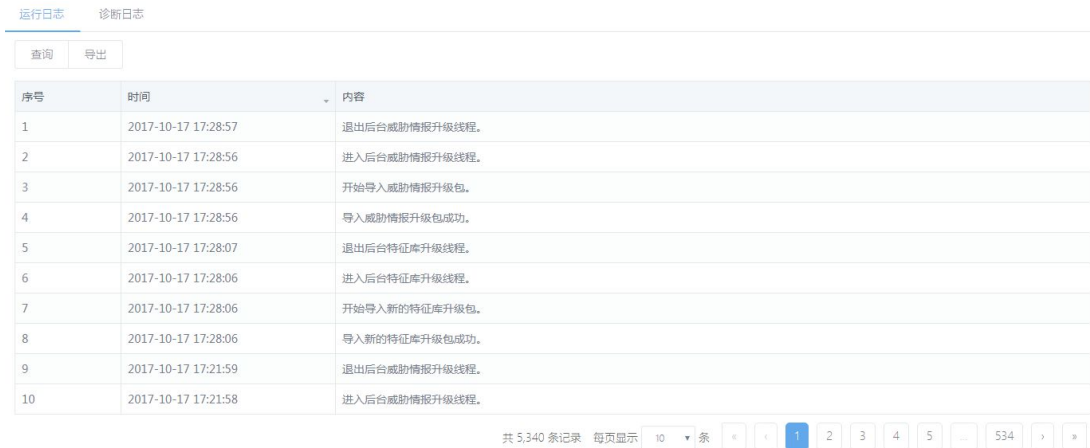 运行日志 诊断日志
查询 导出
序号 时间 内容
1 2017-10-17 17:28:57 退出后台威胁情报升级线程。
2 2017-10-17 17:28:56 进入后台威胁情报升级线程。
3 2017-10-17 17:28:56 开始导入威胁情报升级包。
4 2017-10-17 17:28:56 导入威胁情报升级包成功。
5 2017-10-17 17:28:07 退出后台特征库升级线程。
6 2017-10-17 17:28:06 进入后台特征库升级线程。
7 2017-10-17 17:28:06 开始导入新的特征库升级包。
8 2017-10-17 17:28:06 导入新的特征库升级包成功。
9 2017-10-17 17:21:59 退出后台威胁情报升级线程。
10 2017-10-17 17:21:58 进入后台威胁情报升级线程。
共 5,340 条记录 每页显示 10 条 « ‹ 1 2 3 4 5 ... 534 › »